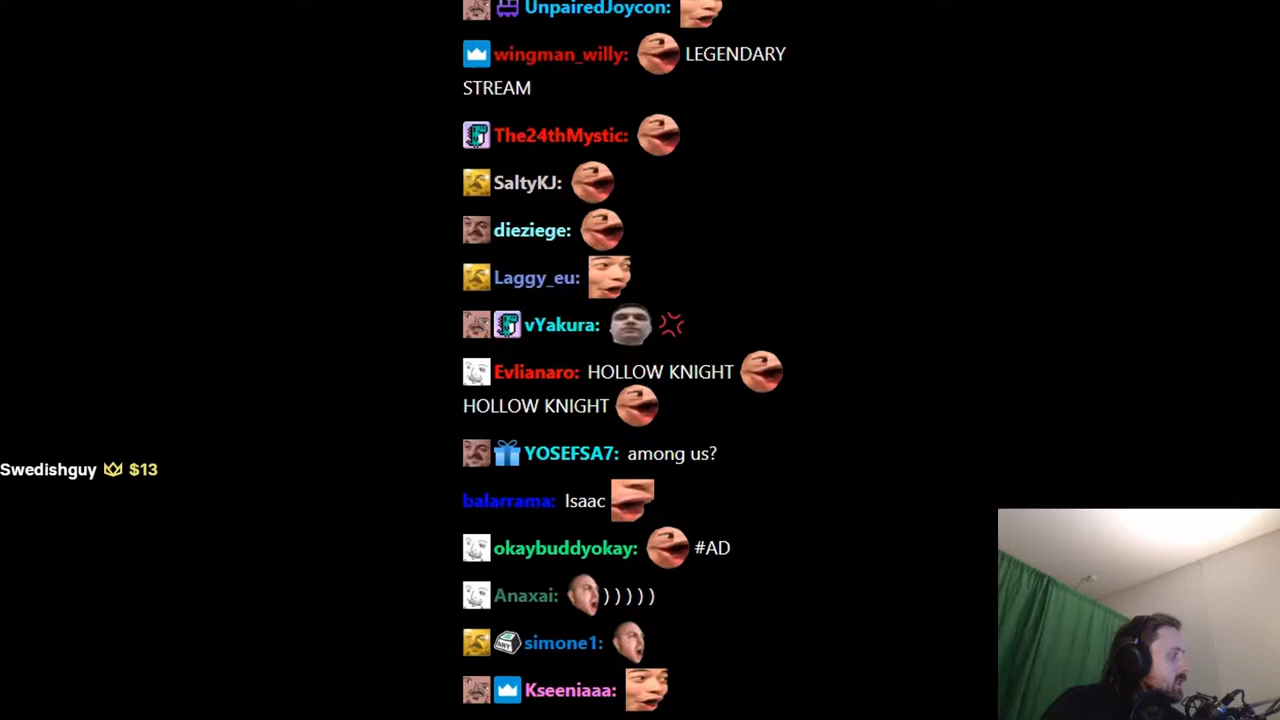 UnpairedJoycon:
wingman_willy: LEGENDARY
STREAM
The24thMystic:
SaltyKJ:
dieziege:
Laggy_eu:
vYakura:
Evlianaro: HOLLOW KNIGHT
HOLLOW KNIGHT
Swedishguy $13
YOSEFSA7: among us?
balarrama: Isaac
okaybuddyokay: #AD
Anaxai: ) ) ) ) )
simone1:
Kseeniaaa: